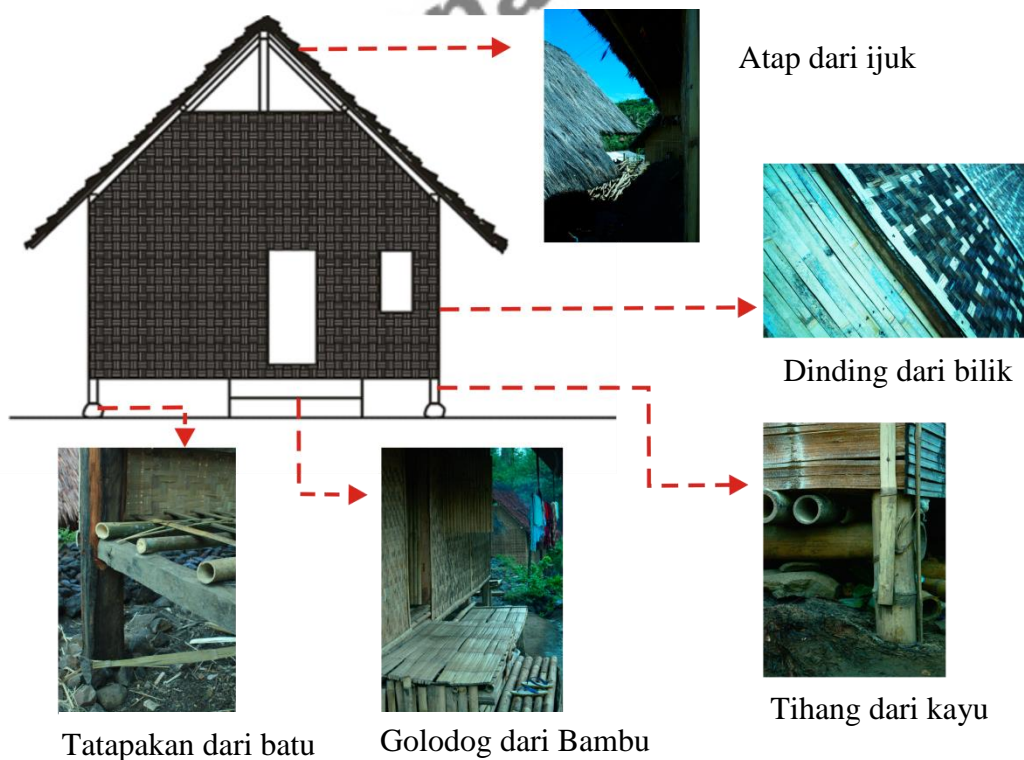 Atap dari ijuk
Dinding dari bilik
Tihang dari kayu
Tatapakan dari batu
Golodog dari Bambu